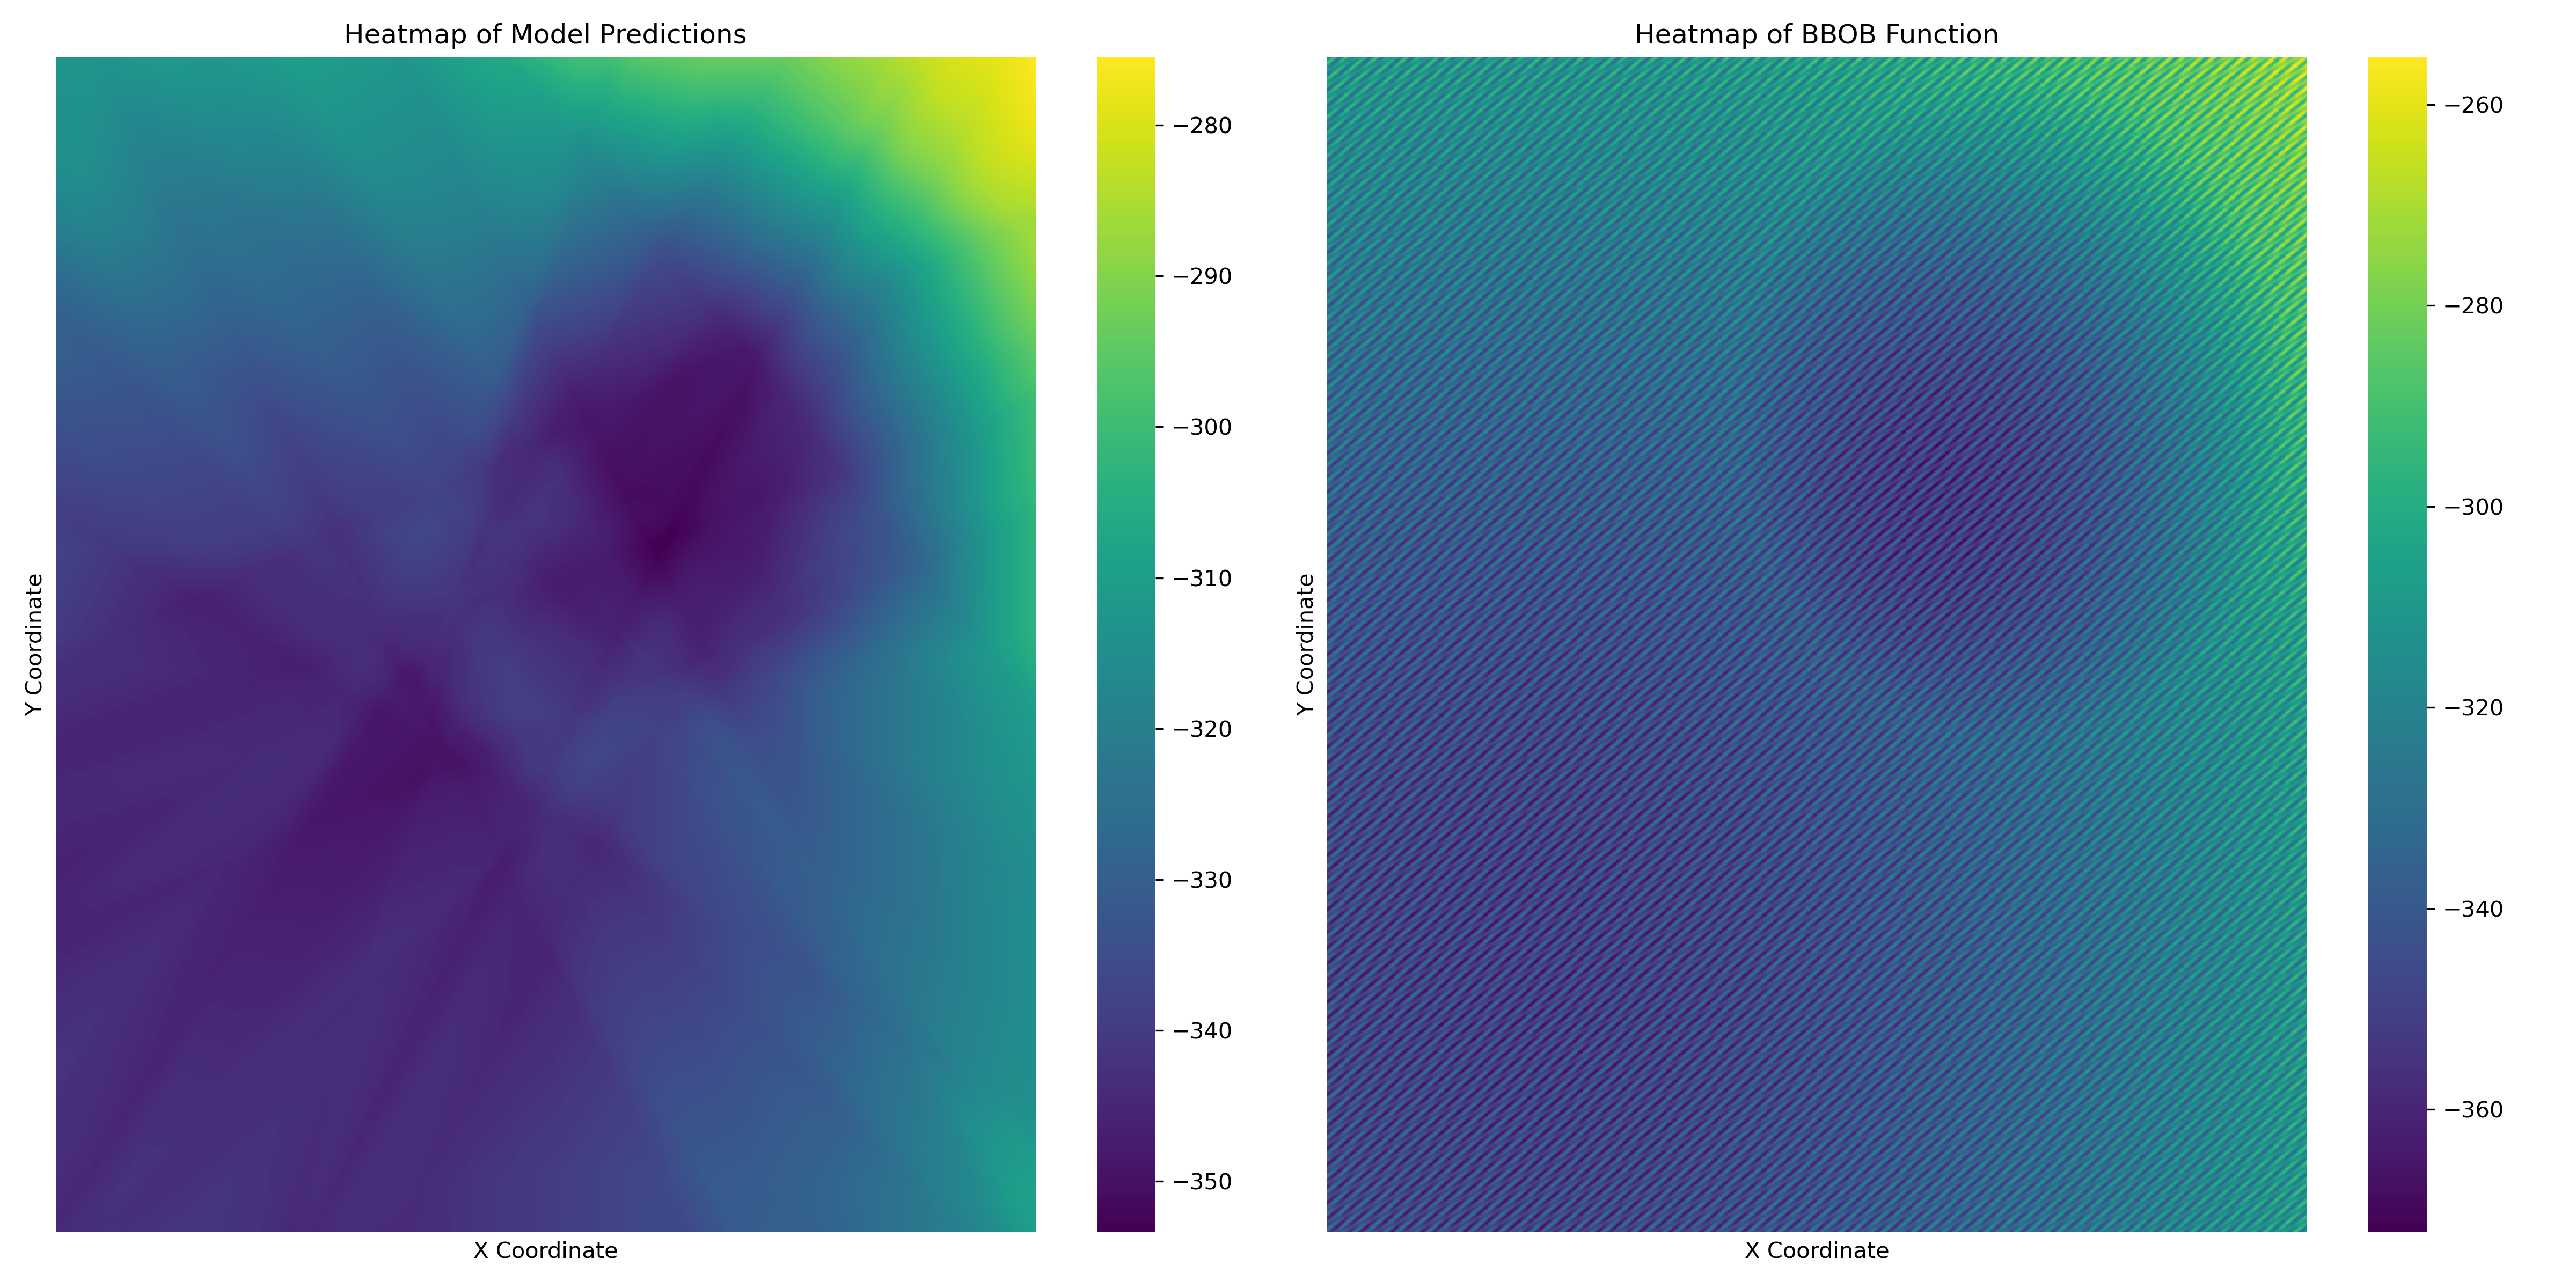 Heatmap of Model Predictions
Y Coordinate
X Coordinate
−280
−290
−300
−310
−320
−330
−340
−350
Heatmap of BBOB Function
Y Coordinate
X Coordinate
−260
−280
−300
−320
−340
−360